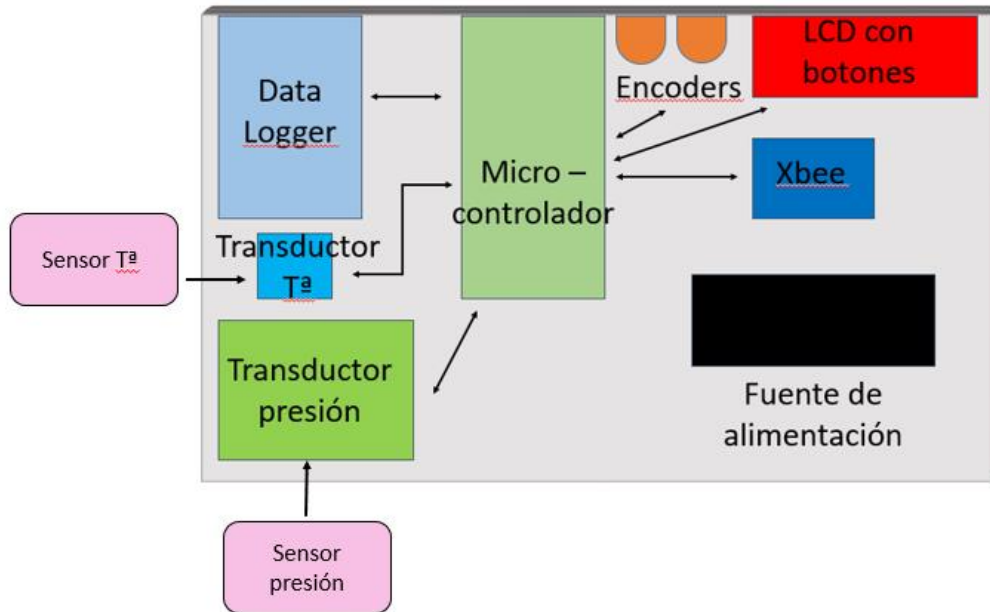 Data
Logger
Micro –
controlador
Encoders
LCD con
botones
Xbee
Sensor Tª
Transductor
Tª
Transductor
presión
Fuente de
alimentación
Sensor
presión